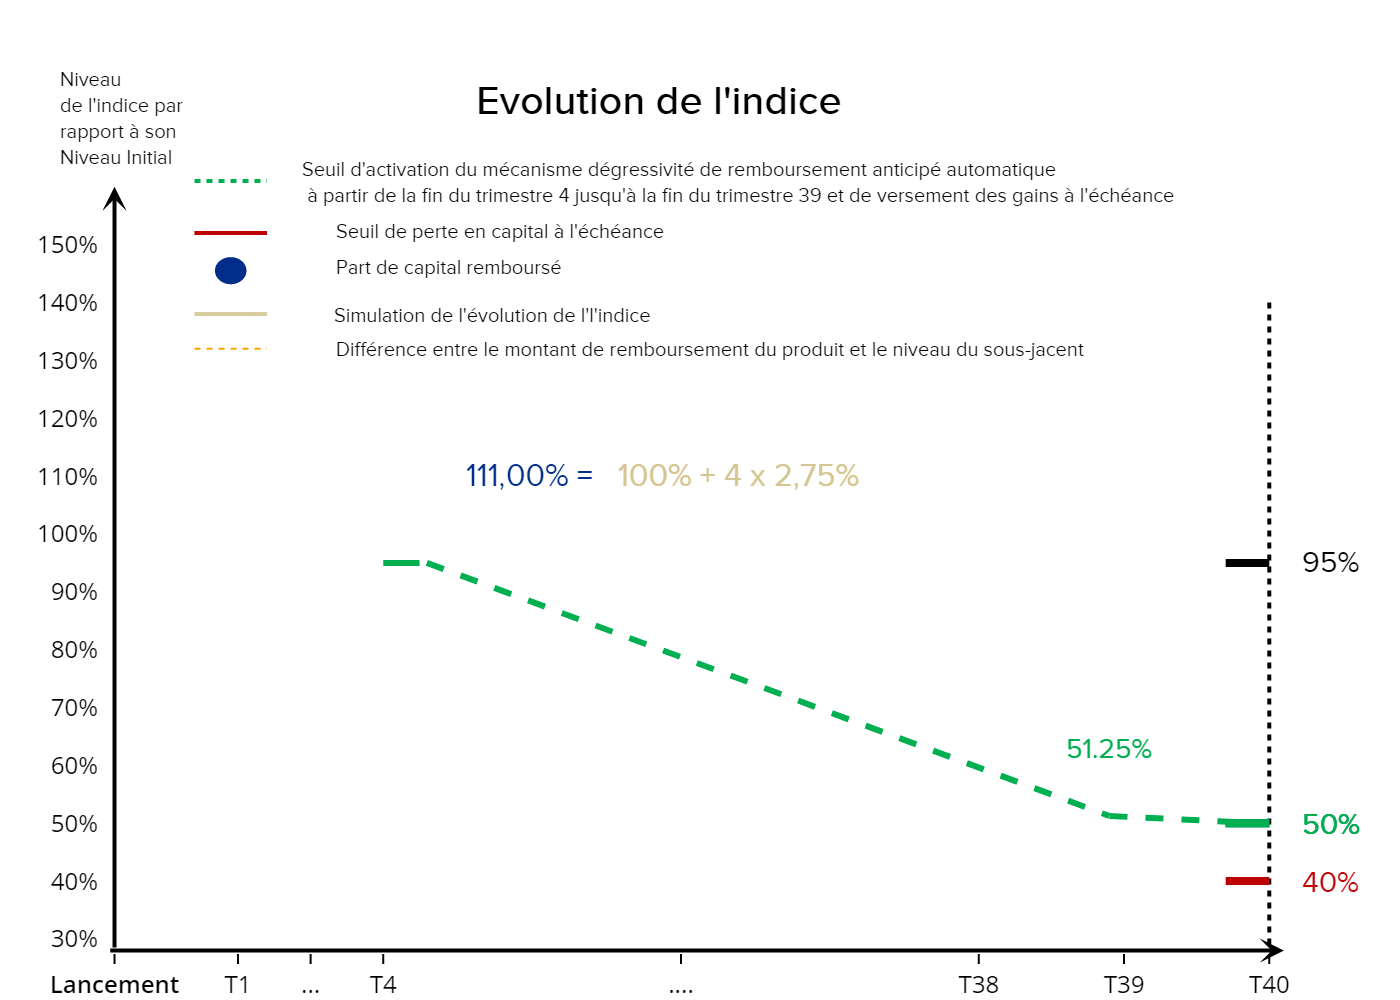 Niveau
de l'indice par
rapport à son
Niveau Initial
Evolution de l'indice
Seuil d'activation du mécanisme dégressivité de remboursement anticipé automatique
à partir de la fin du trimestre 4 jusqu'à la fin du trimestre 39 et de versement des gains à l'échéance
Seuil de perte en capital à l'échéance
Part de capital remboursé
Simulation de l'évolution de l'l'indice
Différence entre le montant de remboursement du produit et le niveau du sous-jacent
150%
140%
130%
120%
110%
111,00% = 100% + 4 x 2,75%
100%
95%
90%
80%
70%
60%
51.25%
50%
50%
40%
40%
30%
Lancement T1 ... T4 .... T38 T39 T40